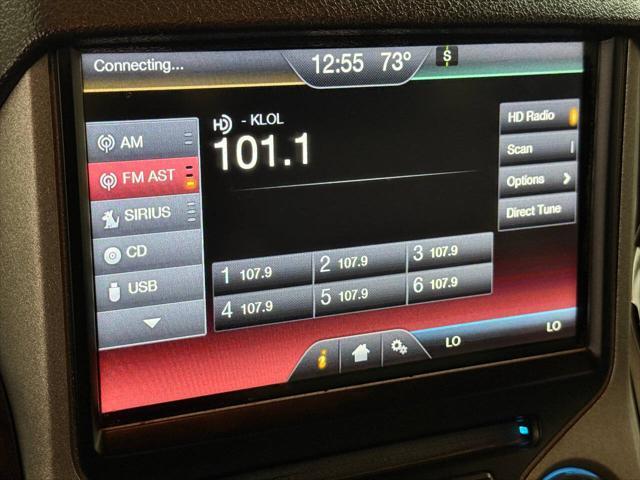 Connecting...
12:55 73°
S
HD - KLOL
101.1
AM
FM AST
SIRIUS
CD
USB
HD Radio
Scan
Options
Direct Tune
1 107.9 2 107.9 3 107.9
4 107.9 5 107.9 6 107.9
i
LO LO